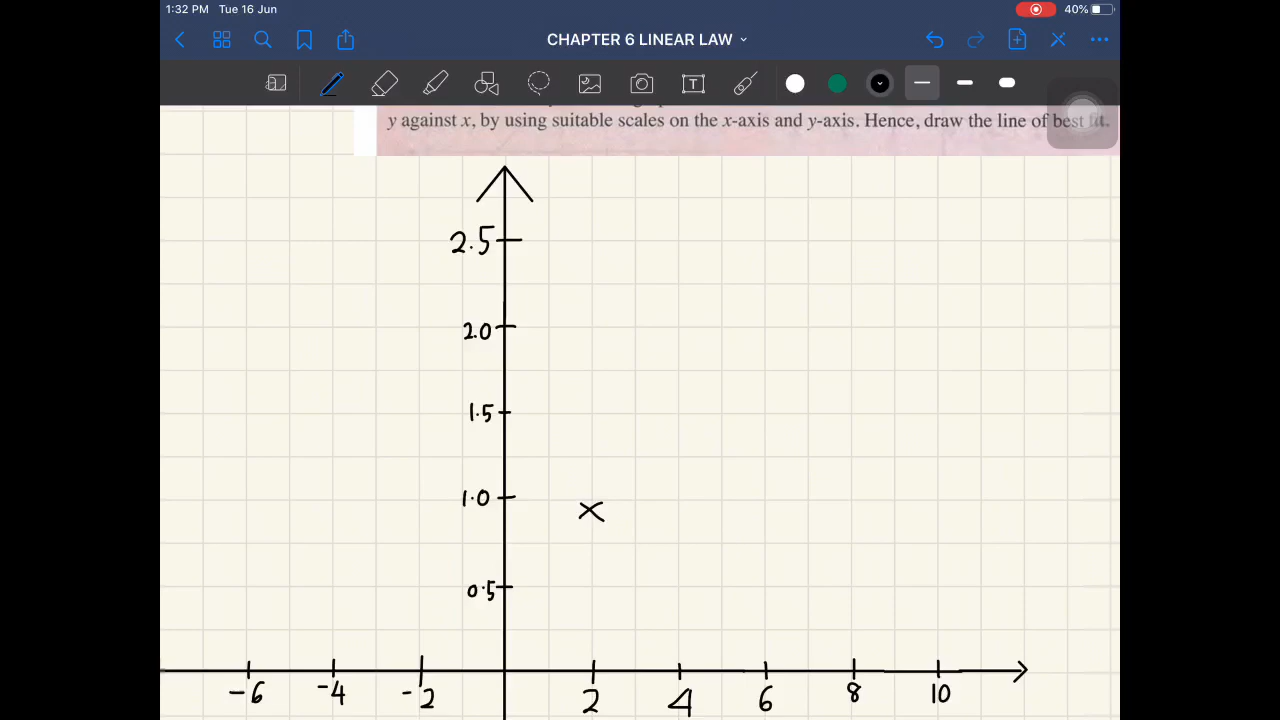 1:32 PM Tue 16 Jun
40%
CHAPTER 6 LINEAR LAW
T
y against x, by using suitable scales on the x-axis and y-axis. Hence, draw the line of best fit.
2.5
2.0
1.5
1.0
0.5
-6 -4 -2 2 4 6 8 10